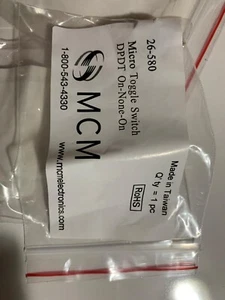 26-580
Micro Toggle Switch
DPDT On-None-On
MCM
1-800-543-4330
www.mcmelectronics.com
Made in Taiwan
Q'ty = 1 pc
RoHS